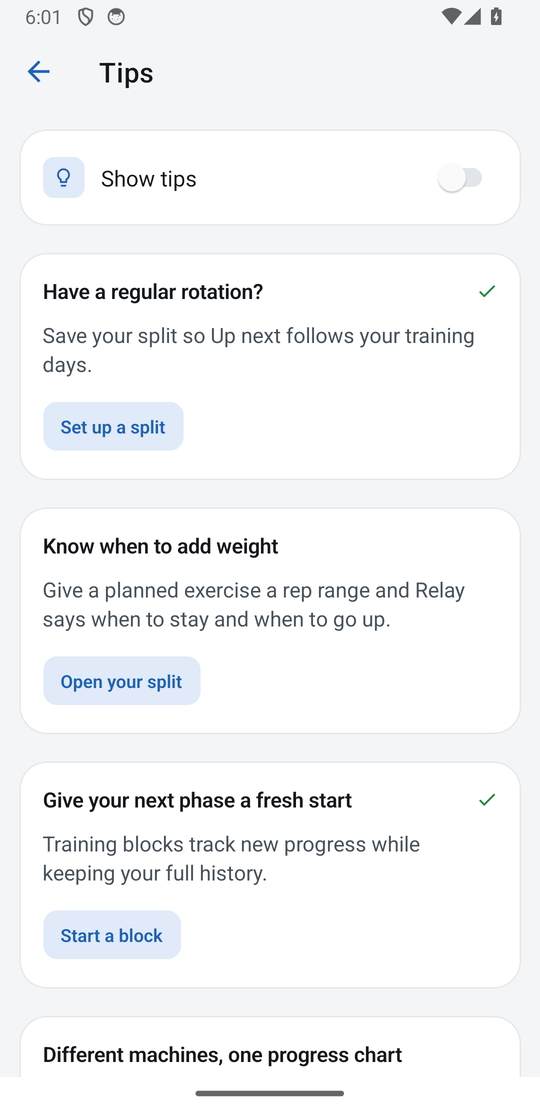 6:01
Tips
Show tips
Have a regular rotation?
Save your split so Up next follows your training
days.
Set up a split
Know when to add weight
Give a planned exercise a rep range and Relay
says when to stay and when to go up.
Open your split
Give your next phase a fresh start
Training blocks track new progress while
keeping your full history.
Start a block
Different machines, one progress chart